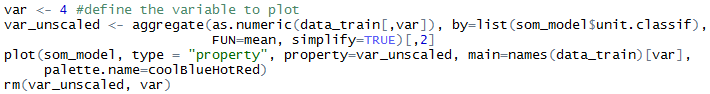 var <- 4 #define the variable to plot
var_unscaled <- aggregate(as.numeric(data_train[,var]), by=list(som_model$unit.classif),
FUN=mean, simplify=TRUE)[,2]
plot(som_model, type = "property", property=var_unscaled, main=names(data_train)[var],
palette.name=coolBlueHotRed)
rm(var_unscaled, var)